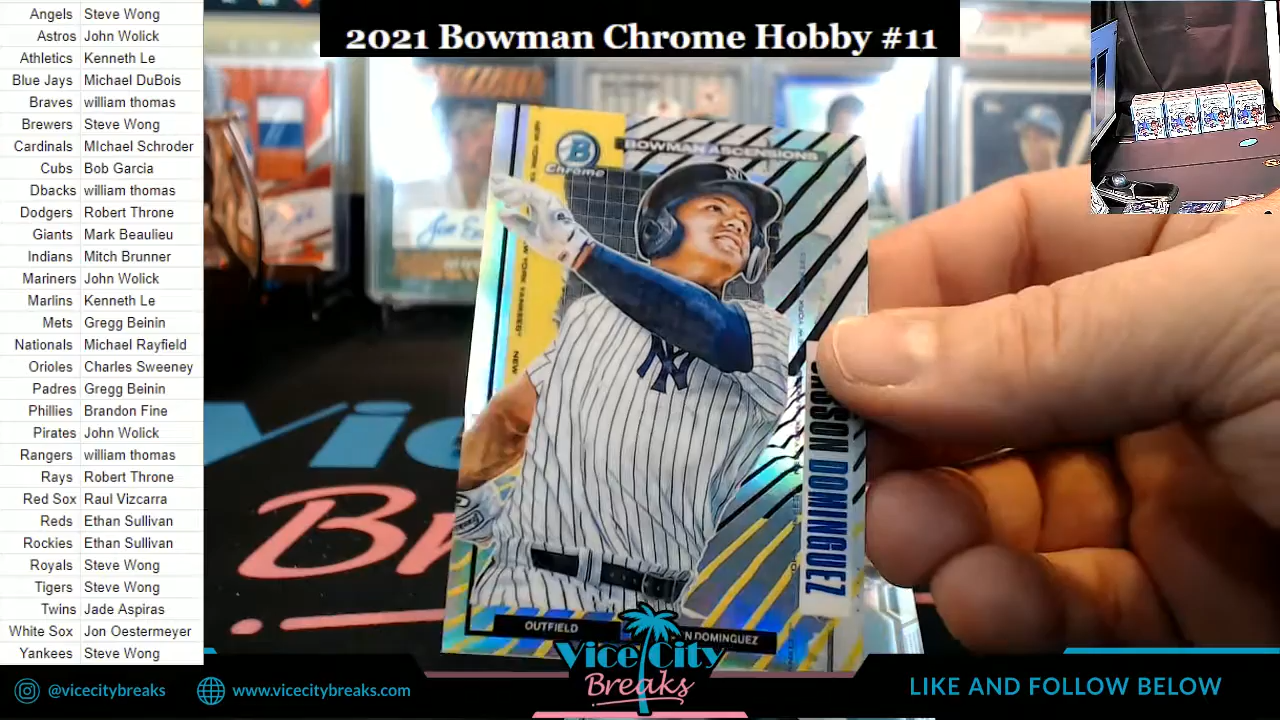 2021 Bowman Chrome Hobby #11
Angels Steve Wong
Astros John Wolick
Athletics Kenneth Le
Blue Jays Michael DuBois
Braves william thomas
Brewers Steve Wong
Cardinals MIchael Schroder
Cubs Bob Garcia
Dbacks william thomas
Dodgers Robert Throne
Giants Mark Beaulieu
Indians Mitch Brunner
Mariners John Wolick
Marlins Kenneth Le
Mets Gregg Beinin
Nationals Michael Rayfield
Orioles Charles Sweeney
Padres Gregg Beinin
Phillies Brandon Fine
Pirates John Wolick
Rangers william thomas
Rays Robert Throne
Red Sox Raul Vizcarra
Reds Ethan Sullivan
Rockies Ethan Sullivan
Royals Steve Wong
Tigers Steve Wong
Twins Jade Aspiras
White Sox Jon Oestermeyer
Yankees Steve Wong
B
Chrome
BOWMAN ASCENSIONS
NEW YORK YANKEES
NY
DOMINGUEZ
OUTFIELD
DOMINGUEZ
Vice
Br
Vice City
Breaks
@vicecitybreaks
www.vicecitybreaks.com
LIKE AND FOLLOW BELOW